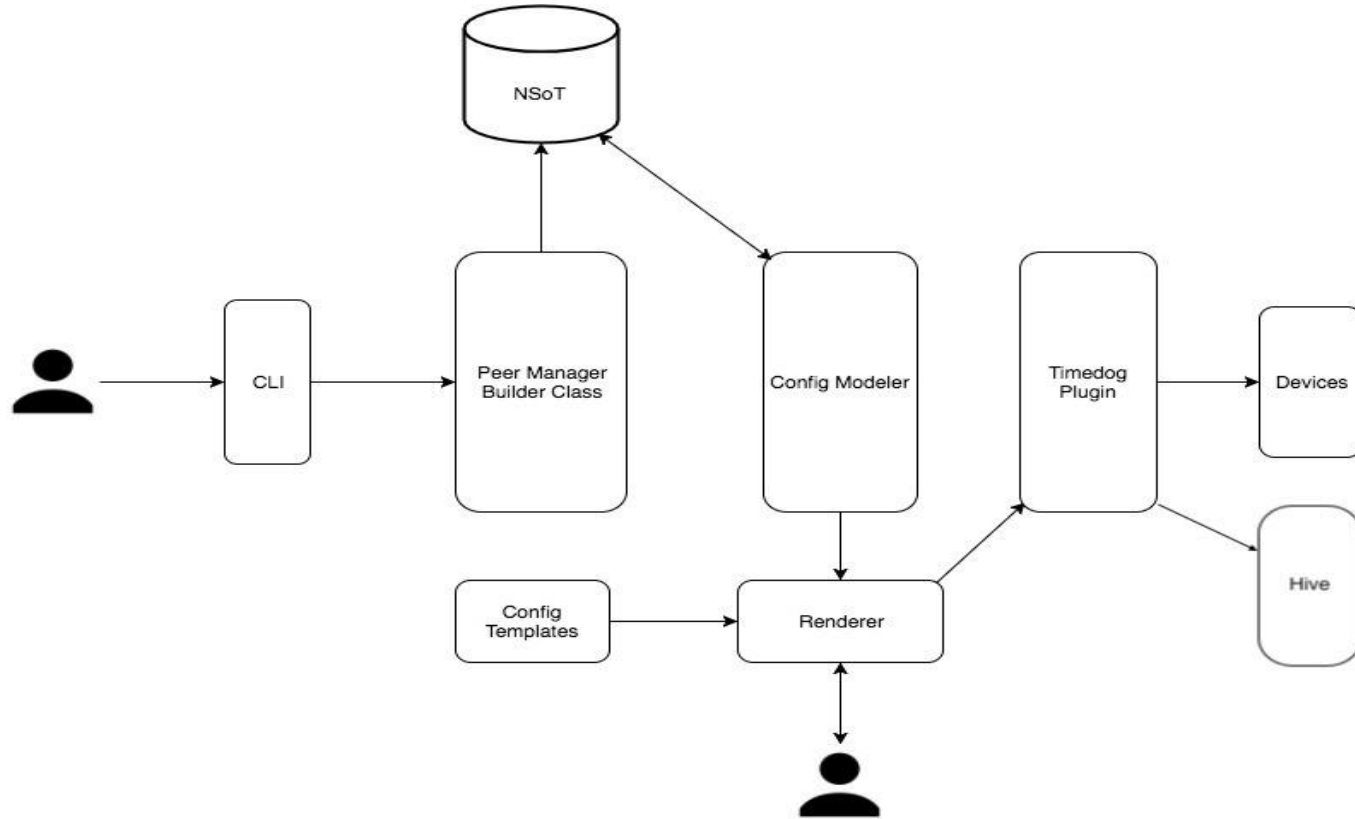 NSoT
CLI
Peer Manager
Builder Class
Config Modeler
Timedog
Plugin
Devices
Config
Templates
Renderer
Hive